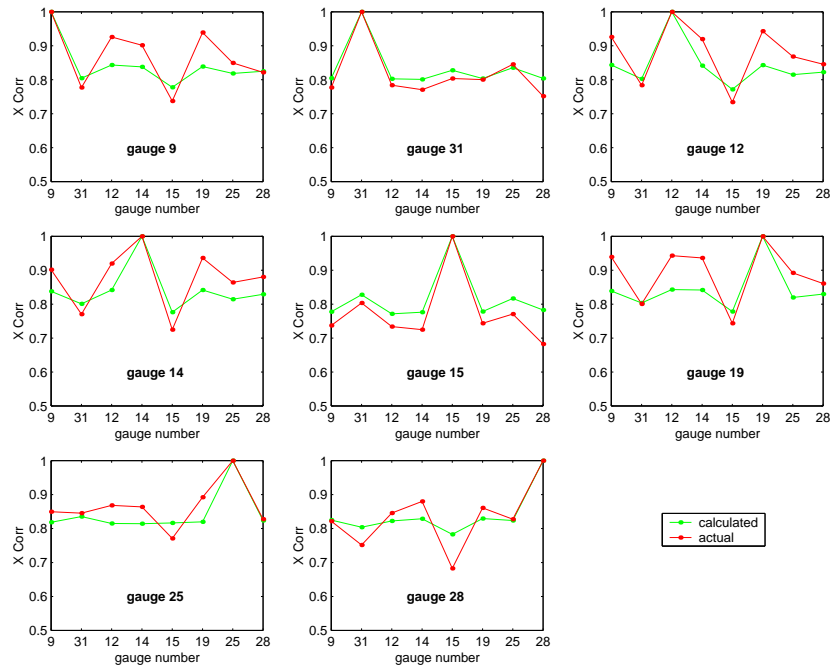 1
0.9
0.8
0.7
0.6
0.5
X Corr
gauge 9
9 31 12 14 15 19 25 28
gauge number
1
0.9
0.8
0.7
0.6
0.5
X Corr
gauge 31
9 31 12 14 15 19 25 28
gauge number
1
0.9
0.8
0.7
0.6
0.5
X Corr
gauge 12
9 31 12 14 15 19 25 28
gauge number
1
0.9
0.8
0.7
0.6
0.5
X Corr
gauge 14
9 31 12 14 15 19 25 28
gauge number
1
0.9
0.8
0.7
0.6
0.5
X Corr
gauge 15
9 31 12 14 15 19 25 28
gauge number
1
0.9
0.8
0.7
0.6
0.5
X Corr
gauge 19
9 31 12 14 15 19 25 28
gauge number
1
0.9
0.8
0.7
0.6
0.5
X Corr
gauge 25
9 31 12 14 15 19 25 28
gauge number
1
0.9
0.8
0.7
0.6
0.5
X Corr
gauge 28
9 31 12 14 15 19 25 28
gauge number
calculated
actual